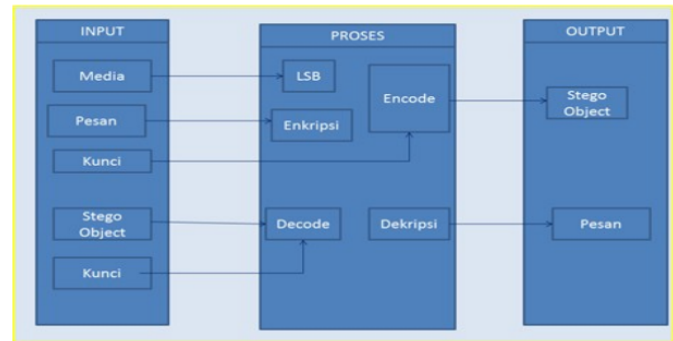 INPUT
Media
Pesan
Kunci
Stego
Object
Kunci
PROSES
LSB
Enkripsi
Encode
Decode
Dekripsi
OUTPUT
Stego
Object
Pesan